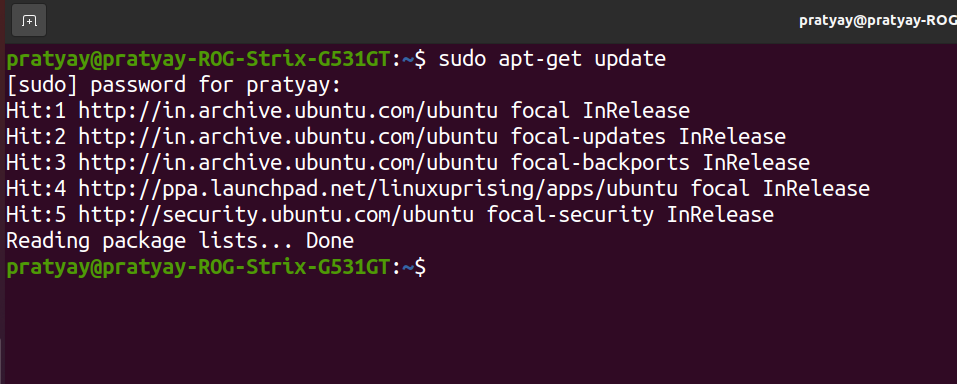 pratyay@pratyay-ROG
pratyay@pratyay-ROG-Strix-G531GT:~$ sudo apt-get update
[sudo] password for pratyay:
Hit:1 http://in.archive.ubuntu.com/ubuntu focal InRelease
Hit:2 http://in.archive.ubuntu.com/ubuntu focal-updates InRelease
Hit:3 http://in.archive.ubuntu.com/ubuntu focal-backports InRelease
Hit:4 http://ppa.launchpad.net/linuxuprising/apps/ubuntu focal InRelease
Hit:5 http://security.ubuntu.com/ubuntu focal-security InRelease
Reading package lists... Done
pratyay@pratyay-ROG-Strix-G531GT:~$